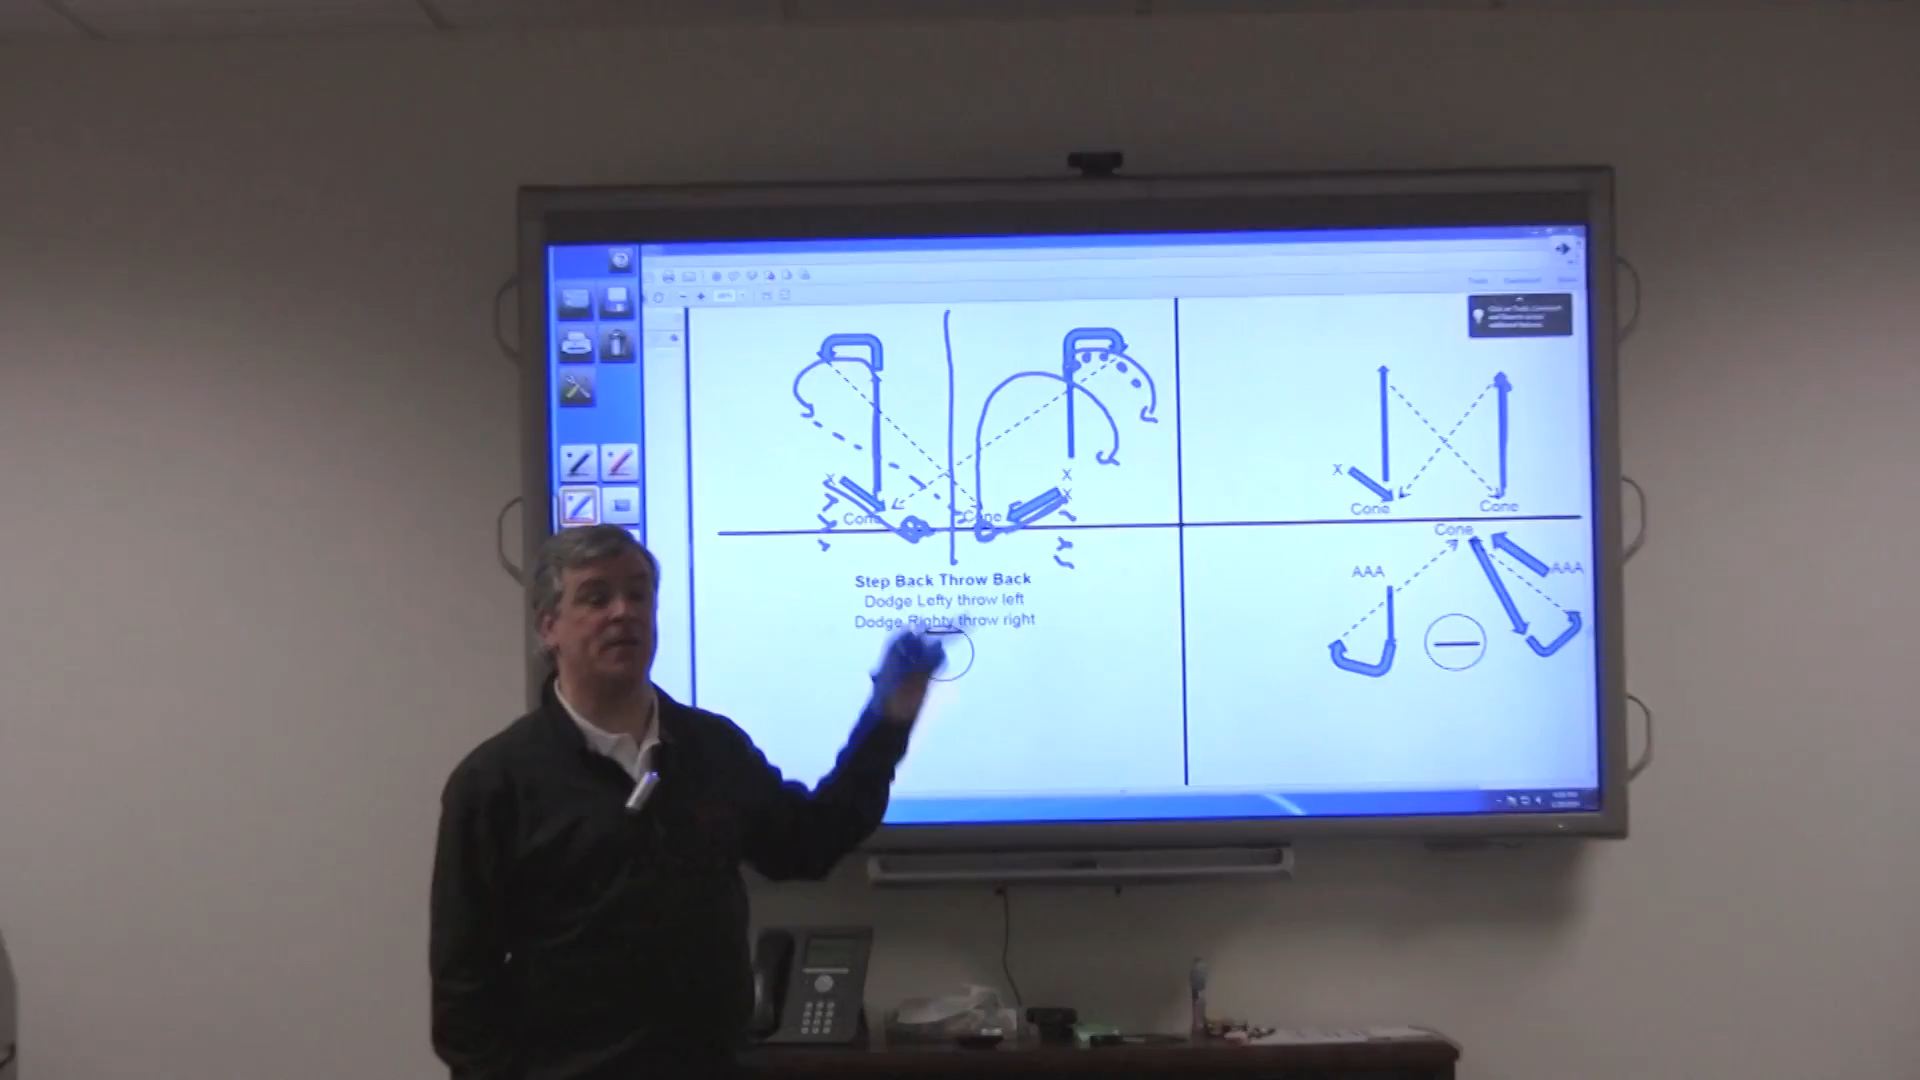 X
X
X
Cone
Cone
Step Back Throw Back
Dodge Lefty throw left
Dodge Righty throw right
X
Cone
Cone
Cone
AAA
AAA